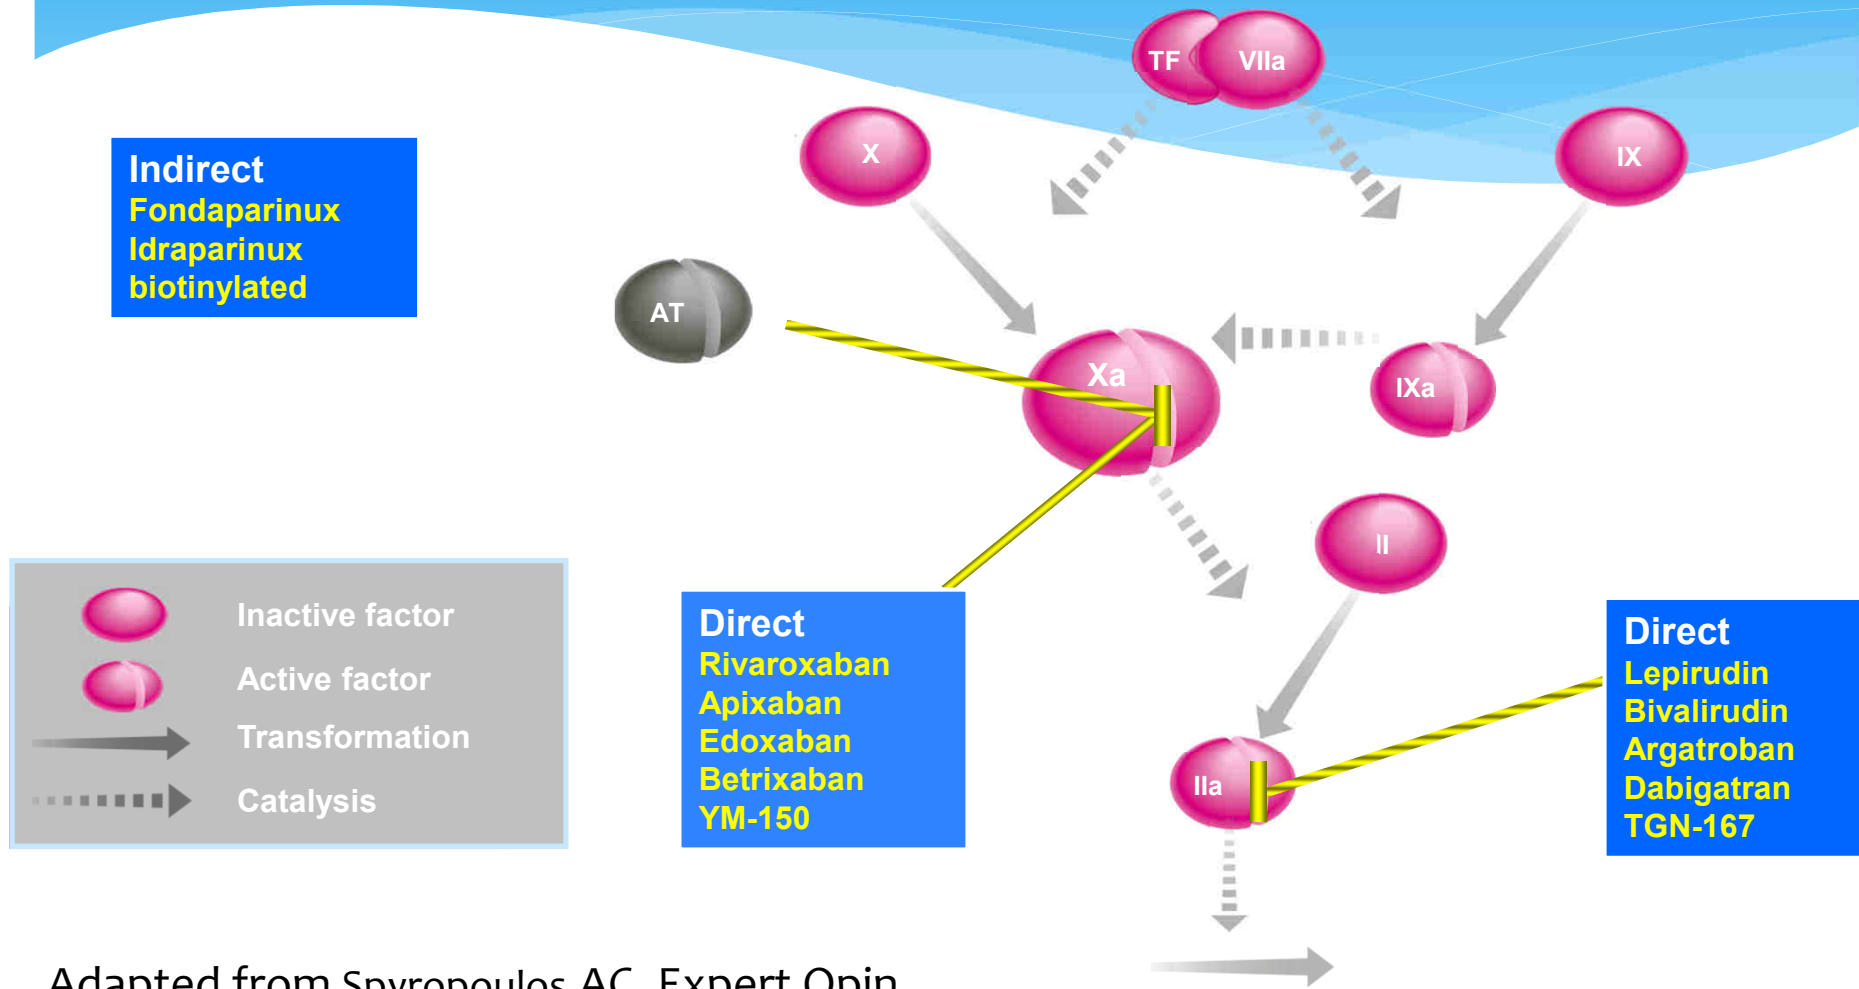 TF VIIa
X
IX
Indirect
Fondaparinux
Idraparinux
biotinylated
AT
Xa
IXa
II
Inactive factor
Active factor
Transformation
Catalysis
Direct
Rivaroxaban
Apixaban
Edoxaban
Betrixaban
YM-150
Direct
Lepirudin
Bivalirudin
Argatroban
Dabigatran
TGN-167
IIa
Adapted from Spyropoulos AC. Expert Opin